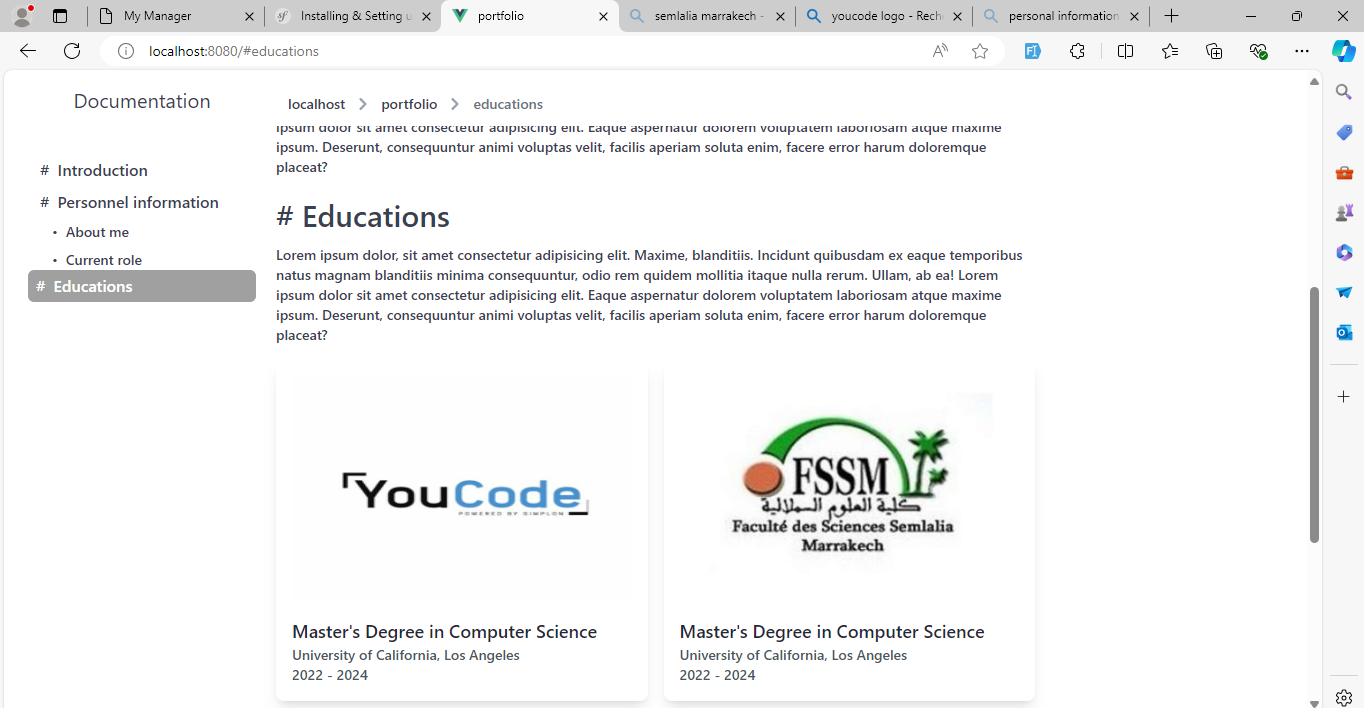 My Manager
Installing & Setting u
portfolio
semlalia marrakech -
youcode logo - Rech
personal information
localhost:8080/#educations
Documentation
localhost > portfolio > educations
# Introduction
# Personnel information
• About me
• Current role
# Educations
ipsum dolor sit amet consectetur adipisicing elit. Eaque aspernatur dolorem voluptatem laboriosam atque maxime
ipsum. Deserunt, consequuntur animi voluptas velit, facilis aperiam soluta enim, facere error harum doloremque
placeat?
# Educations
Lorem ipsum dolor, sit amet consectetur adipisicing elit. Maxime, blanditiis. Incidunt quibusdam ex eaque temporibus
natus magnam blanditiis minima consequuntur, odio rem quidem mollitia itaque nulla rerum. Ullam, ab ea! Lorem
ipsum dolor sit amet consectetur adipisicing elit. Eaque aspernatur dolorem voluptatem laboriosam atque maxime
ipsum. Deserunt, consequuntur animi voluptas velit, facilis aperiam soluta enim, facere error harum doloremque
placeat?
YouCode
POWERED BY SIMPLON
Master's Degree in Computer Science
University of California, Los Angeles
2022 - 2024
FSSM
كلية العلوم السملالية
Faculté des Sciences Semlalia
Marrakech
Master's Degree in Computer Science
University of California, Los Angeles
2022 - 2024